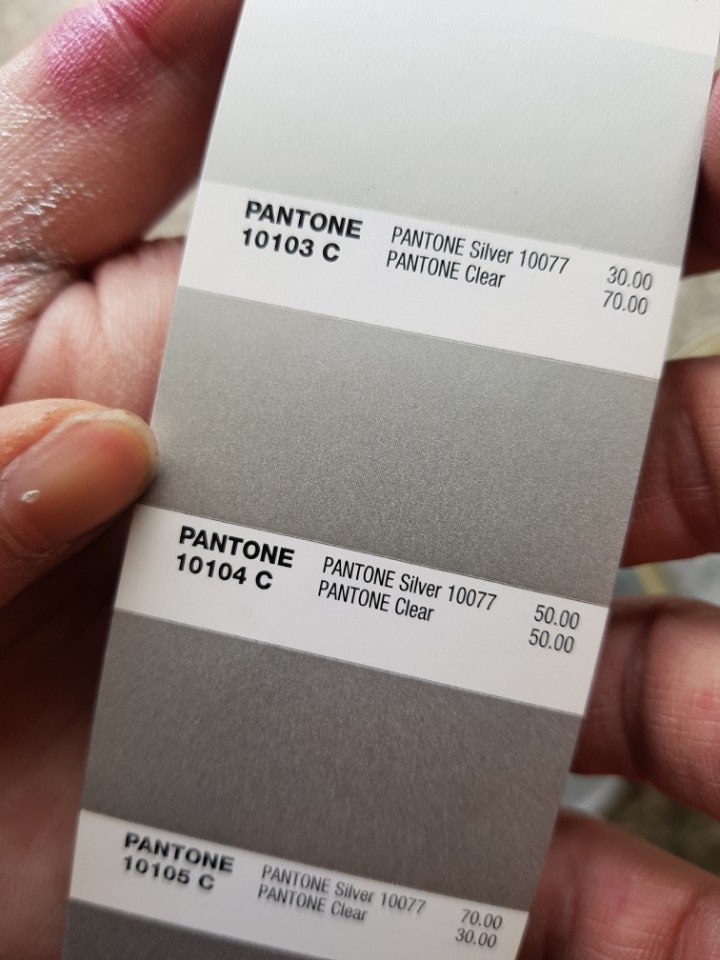 PANTONE
10103 C
PANTONE Silver 10077 30.00
PANTONE Clear 70.00
PANTONE
10104 C
PANTONE Silver 10077 50.00
PANTONE Clear 50.00
PANTONE
10105 C
PANTONE Silver 10077 70.00
PANTONE Clear 30.00